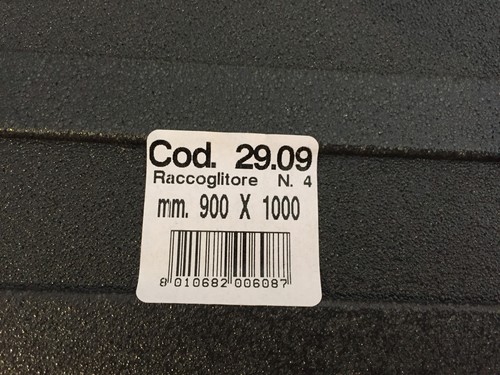 Cod. 29.09
Raccoglitore N. 4
mm. 900 X 1000
8 010682 006087